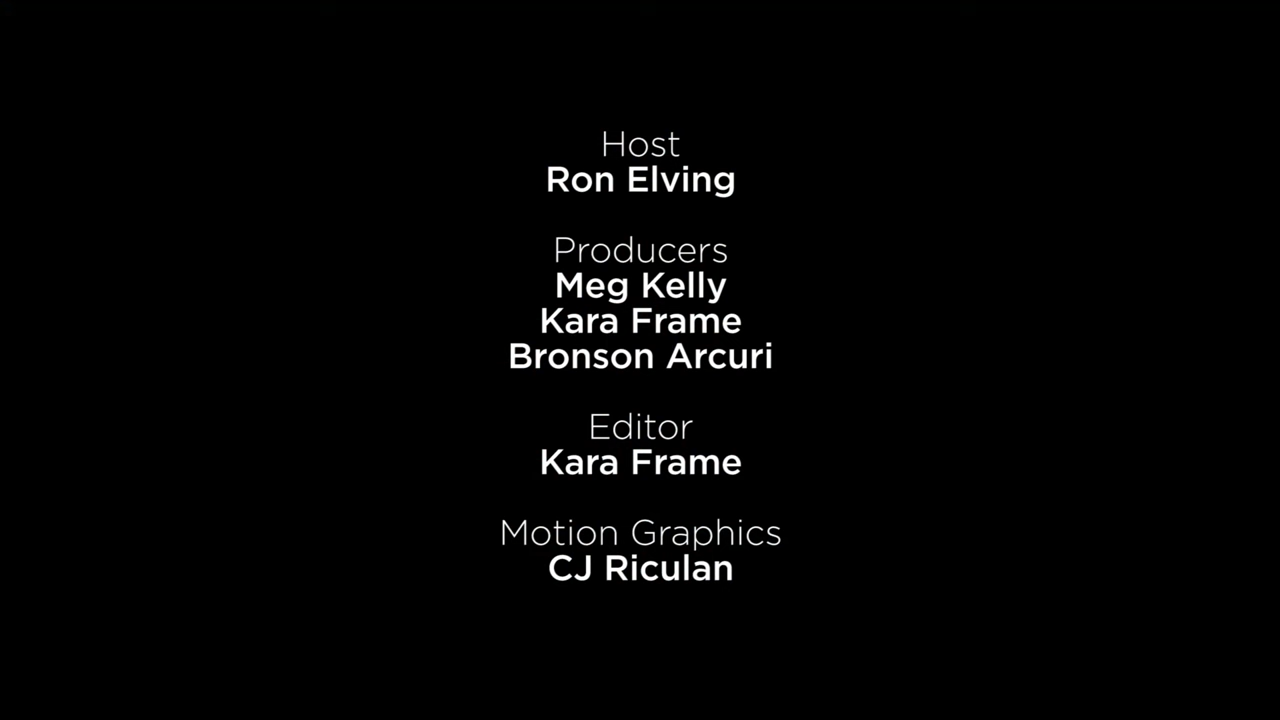 Host
Ron Elving
Producers
Meg Kelly
Kara Frame
Bronson Arcuri
Editor
Kara Frame
Motion Graphics
CJ Riculan